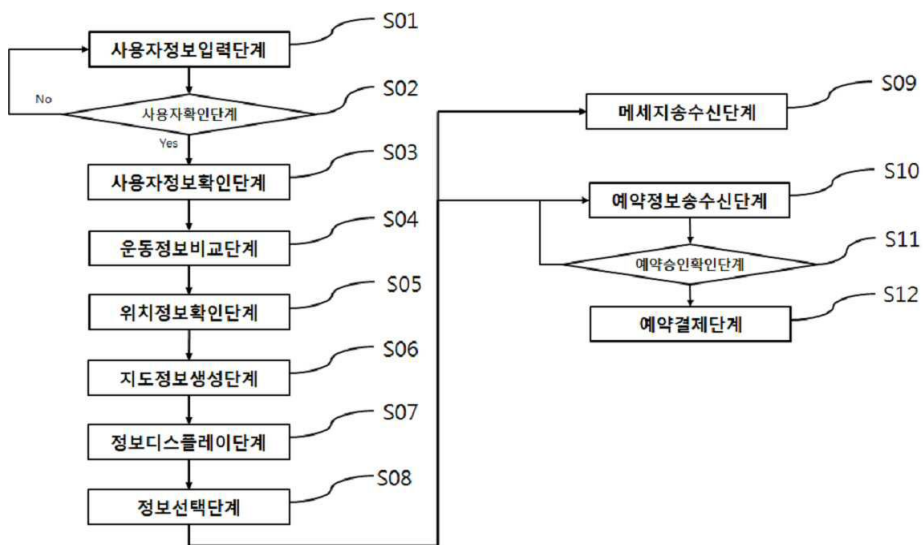 S01
사용자정보입력단계
No
사용자확인단계
S02
Yes
사용자정보확인단계
S03
운동정보비교단계
S04
위치정보확인단계
S05
지도정보생성단계
S06
정보디스플레이단계
S07
정보선택단계
S08
메세지송수신단계
S09
예약정보송수신단계
S10
예약승인확인단계
S11
예약결제단계
S12